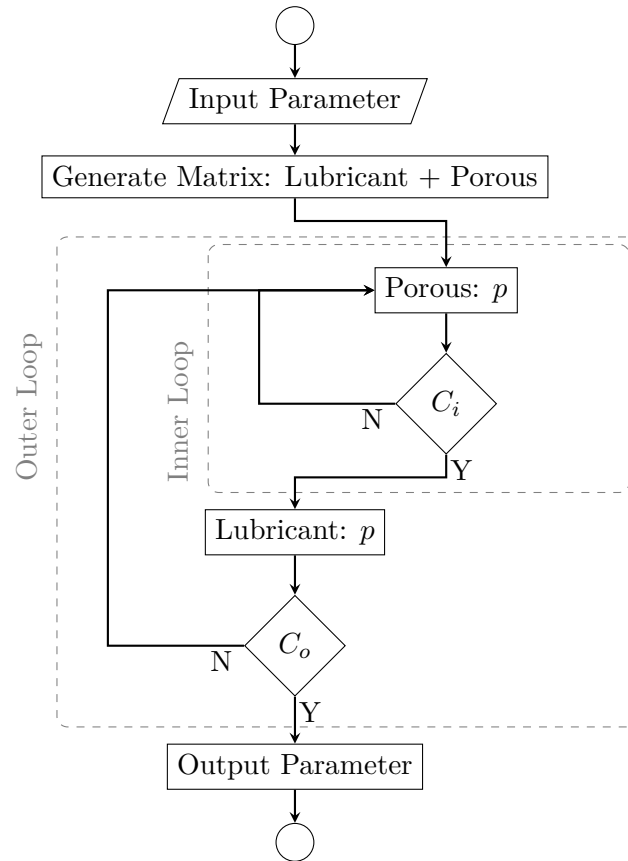 Input Parameter
Generate Matrix: Lubricant + Porous
Outer Loop
Inner Loop
Porous: p
C_i
N
Y
Lubricant: p
C_o
N
Y
Output Parameter